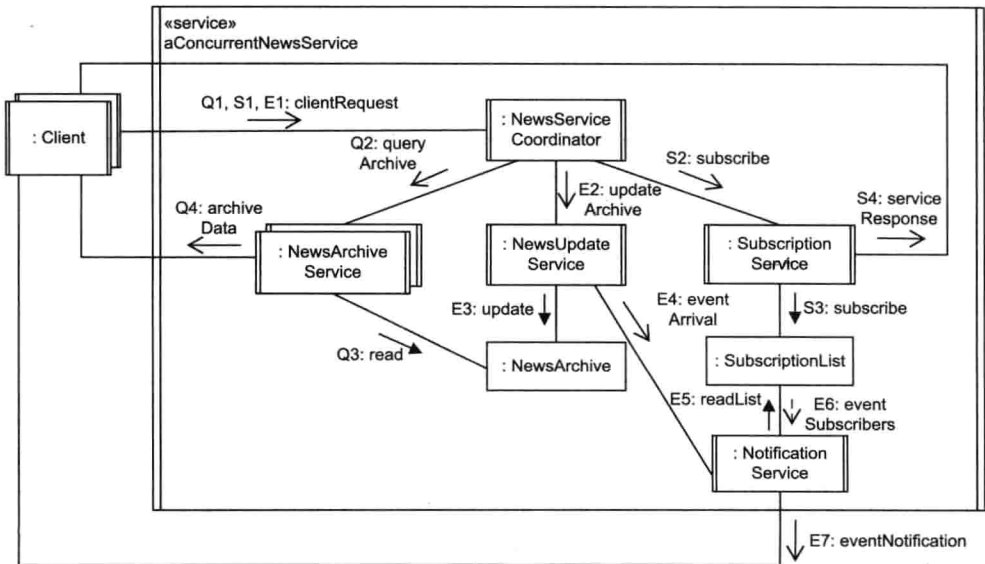 «service»
aConcurrentNewsService
Q1, S1, E1: clientRequest
: Client
: NewsService
Coordinator
Q2: query
Archive
S2: subscribe
E2: update
Archive
Q4: archive
Data
S4: service
Response
: NewsArchive
Service
: NewsUpdate
Service
: Subscription
Service
E3: update
E4: event
Arrival
S3: subscribe
Q3: read
: NewsArchive
: SubscriptionList
E5: readList
E6: event
Subscribers
: Notification
Service
E7: eventNotification